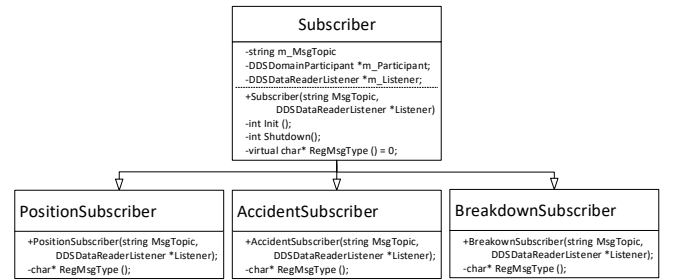 Subscriber
-string m_MsgTopic
-DDSDomainParticipant *m_Participant;
-DDSDataReaderListener *m_Listener;
+Subscriber(string MsgTopic,
DDSDataReaderListener *Listener)
-int Init ();
-int Shutdown();
-virtual char* RegMsgType () = 0;
PositionSubscriber
+PositionSubscriber(string MsgTopic,
DDSDataReaderListener *Listener);
-char* RegMsgType ();
AccidentSubscriber
+AccidentSubscriber(string MsgTopic,
DDSDataReaderListener *Listener);
-char* RegMsgType ();
BreakdownSubscriber
+BreakownSubscriber(string MsgTopic,
DDSDataReaderListener *Listener);
-char* RegMsgType ();